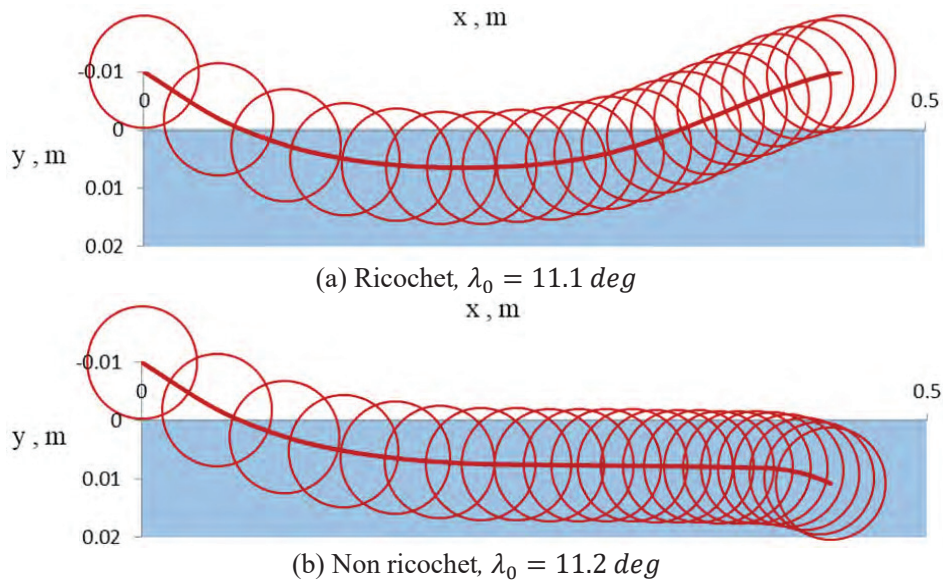 x , m
-0.01
0
0.5
0
y , m
0.01
0.02
(a) Ricochet, λ₀ = 11.1 deg
x , m
-0.01
0
0.5
0
y , m
0.01
0.02
(b) Non ricochet, λ₀ = 11.2 deg